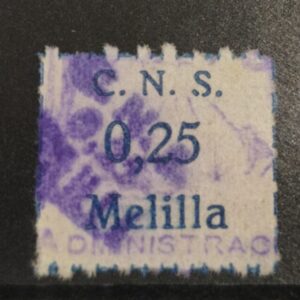 C. N. S.
0,25
Melilla
ADMINISTRAC